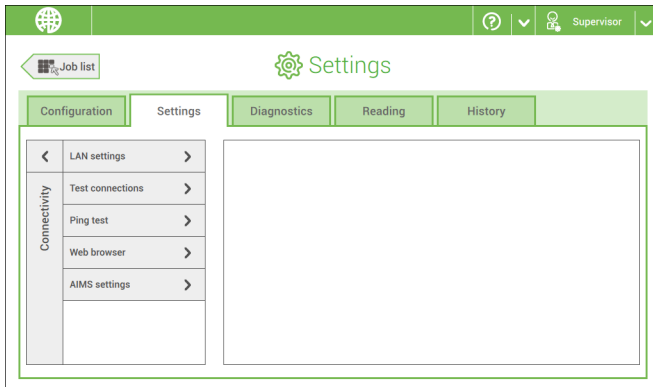 Supervisor
Job list
Settings
Configuration
Settings
Diagnostics
Reading
History
Connectivity
LAN settings
Test connections
Ping test
Web browser
AIMS settings